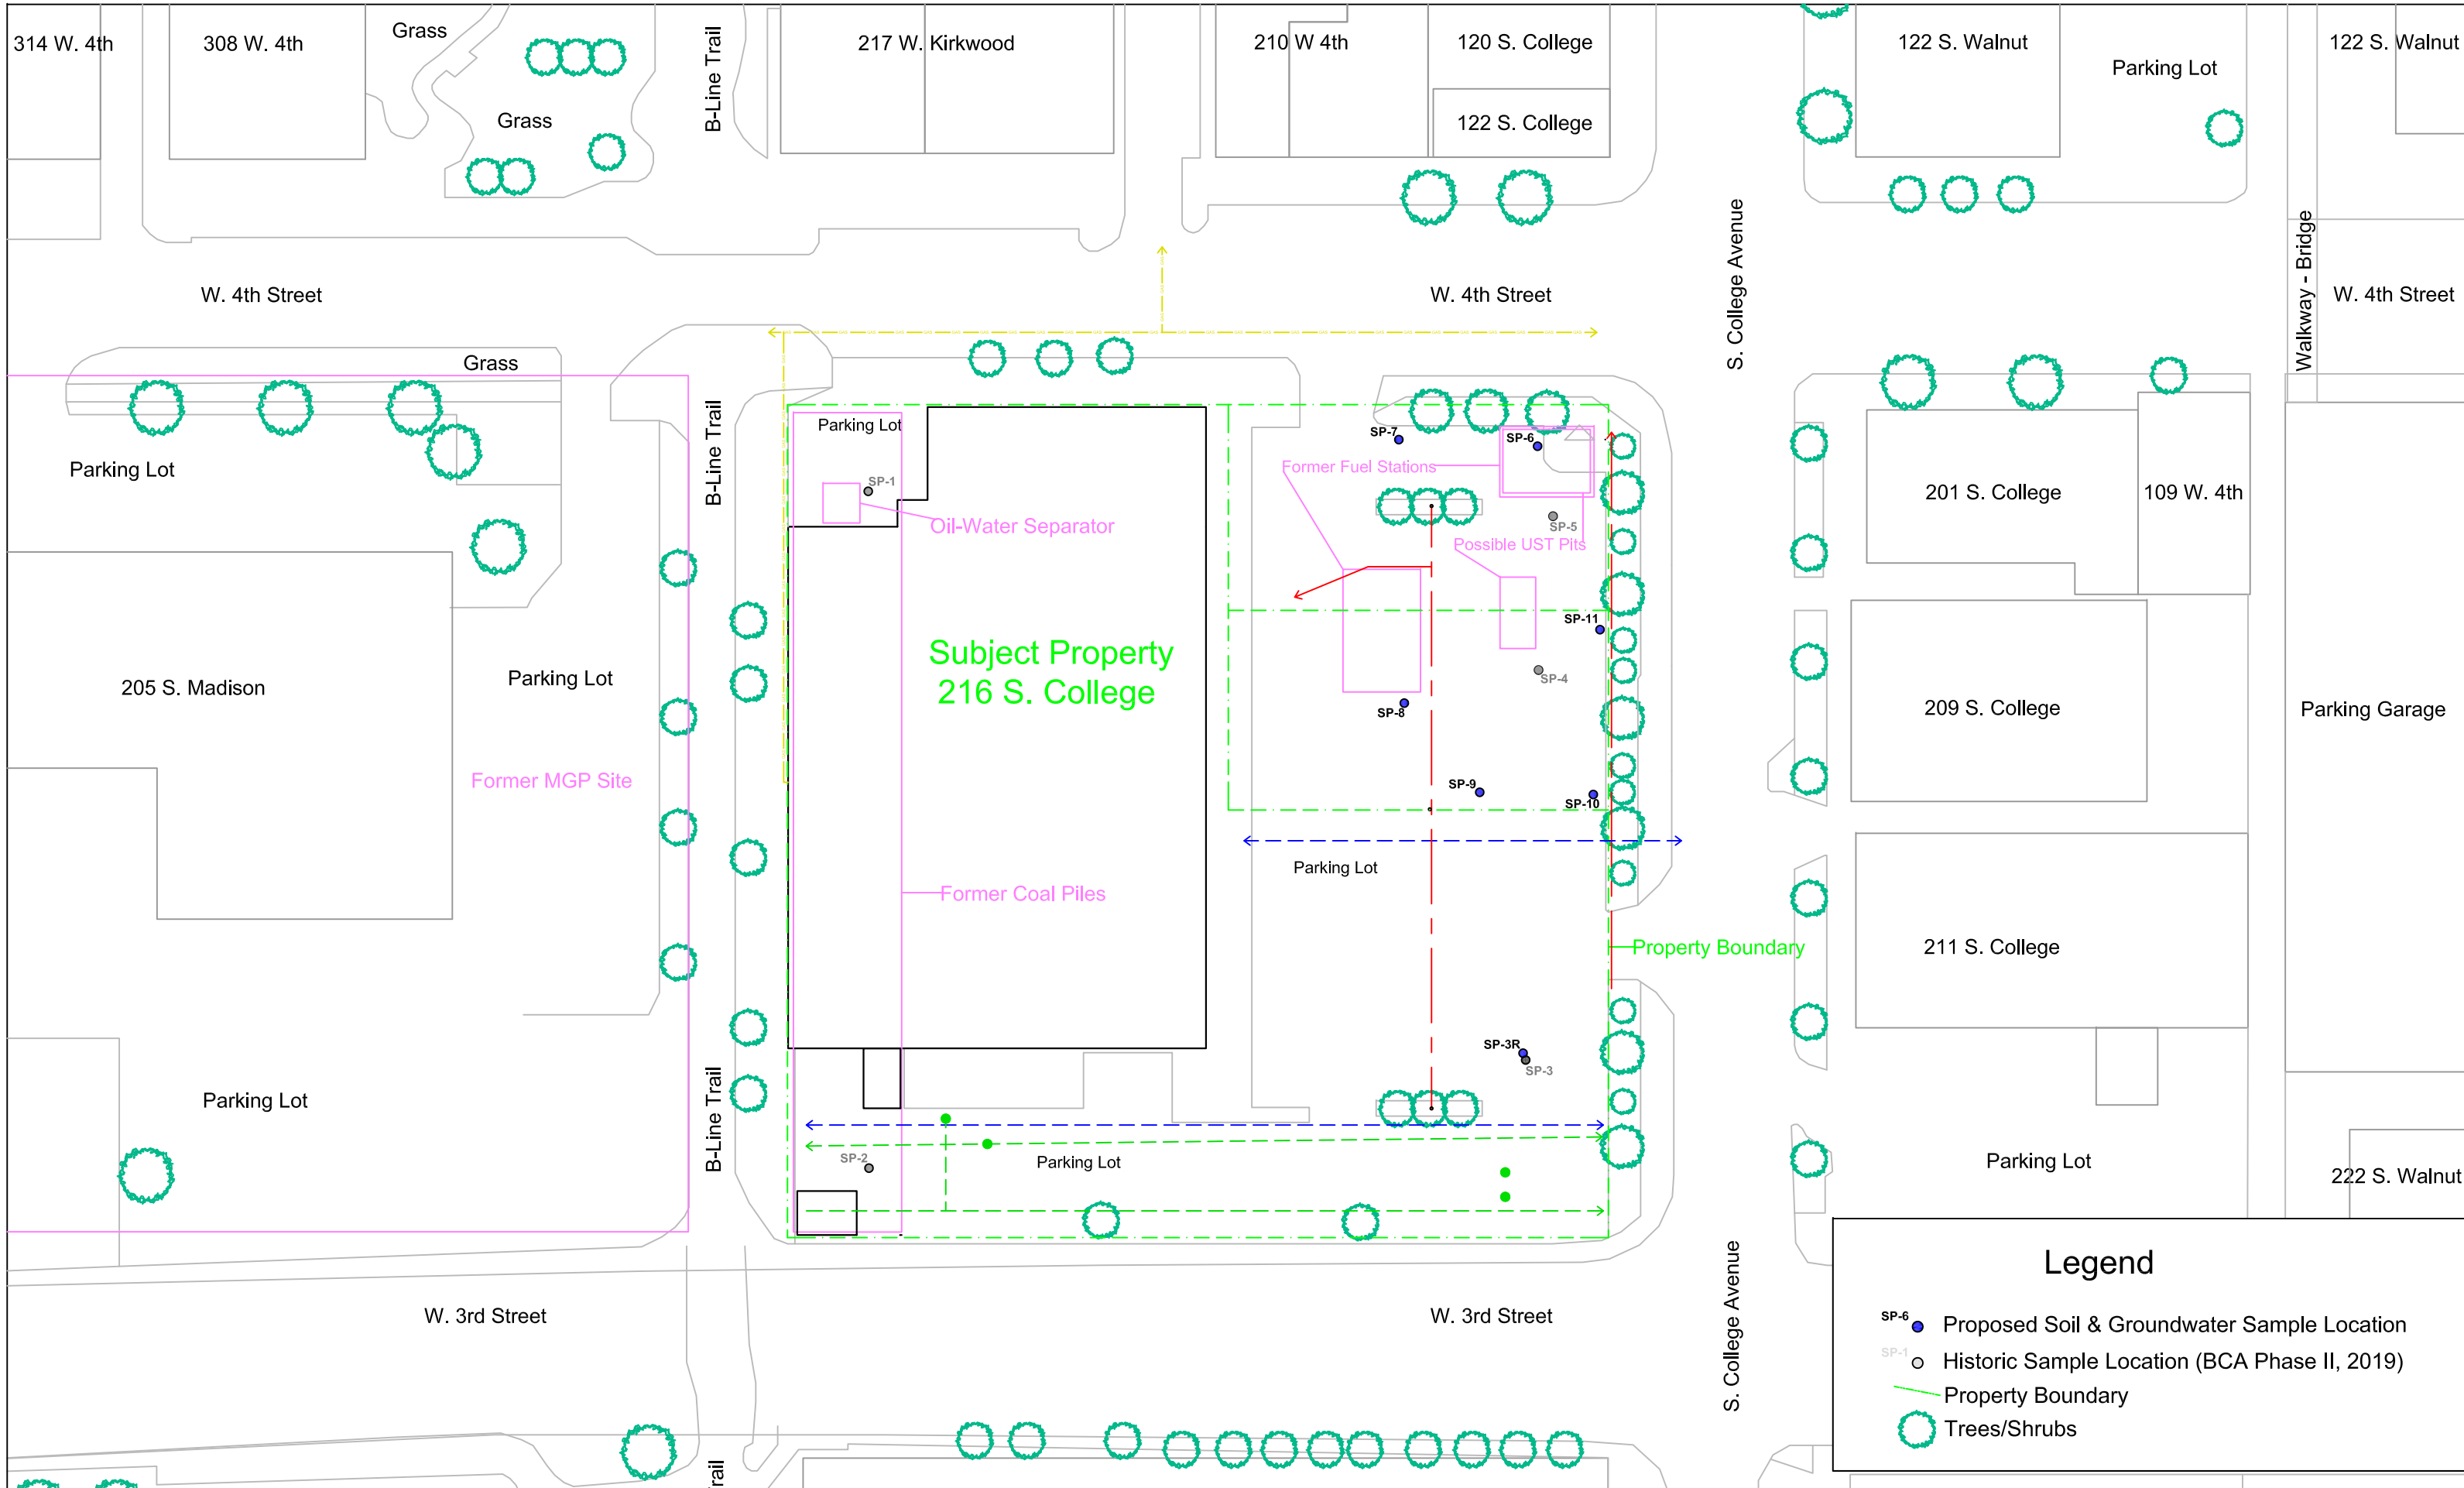 314 W. 4th
308 W. 4th
Grass
Grass
B-Line Trail
217 W. Kirkwood
210 W 4th
120 S. College
122 S. College
122 S. Walnut
Parking Lot
122 S. Walnut
W. 4th Street
W. 4th Street
S. College Avenue
Walkway - Bridge
W. 4th Street
Grass
Parking Lot
B-Line Trail
Parking Lot
SP-1
Oil-Water Separator
SP-7
SP-6
Former Fuel Stations
SP-5
Possible UST Pits
201 S. College
109 W. 4th
SP-11
Subject Property
216 S. College
205 S. Madison
Parking Lot
SP-4
SP-8
209 S. College
Parking Garage
Former MGP Site
SP-9
SP-10
Parking Lot
Former Coal Piles
Property Boundary
211 S. College
SP-3R
SP-3
Parking Lot
B-Line Trail
SP-2
Parking Lot
Parking Lot
222 S. Walnut
W. 3rd Street
W. 3rd Street
S. College Avenue
Legend
SP-6 Proposed Soil & Groundwater Sample Location
SP-1 Historic Sample Location (BCA Phase II, 2019)
Property Boundary
Trees/Shrubs
rail